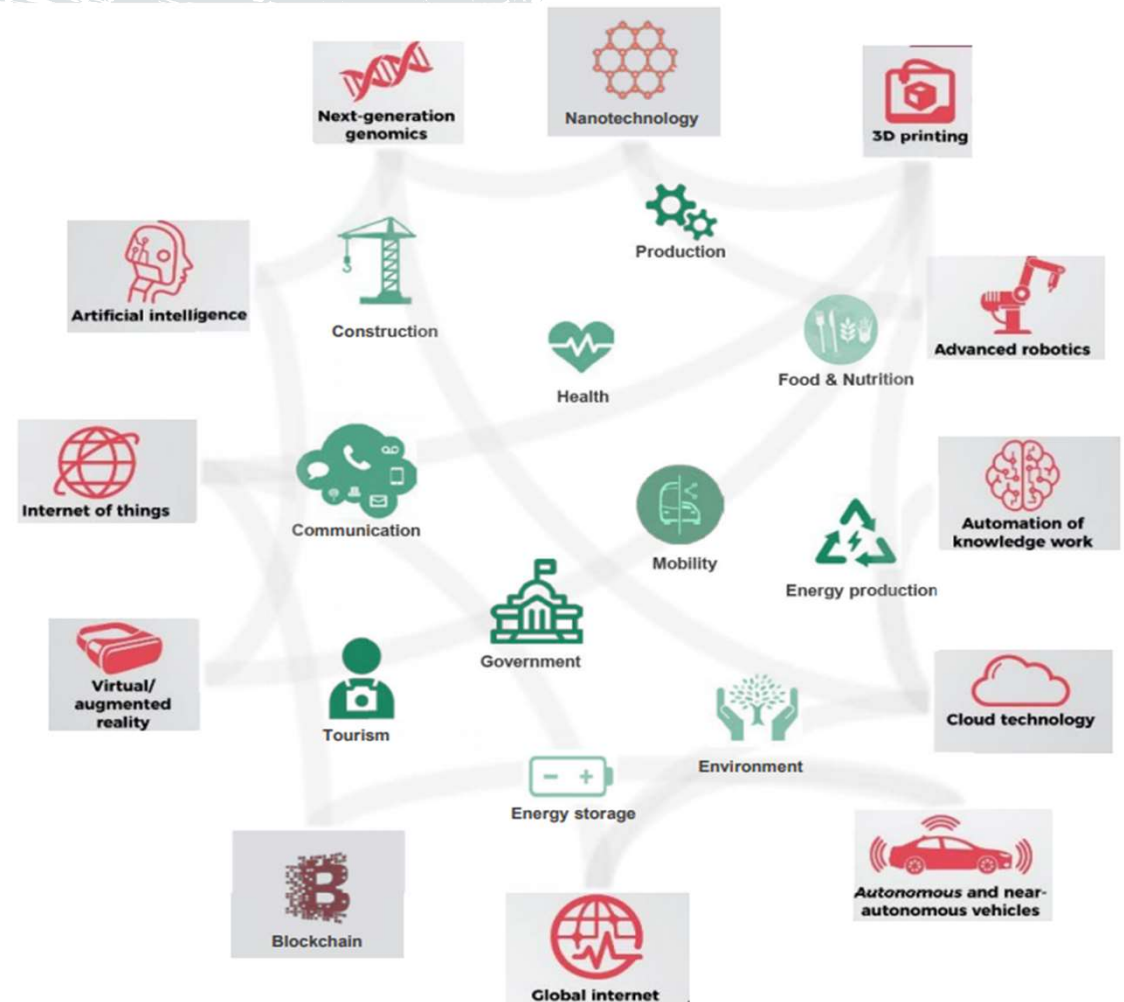 Next-generation
genomics
Nanotechnology
3D printing
Production
Artificial intelligence
Construction
Advanced robotics
Health
Food & Nutrition
Internet of things
Communication
Automation of
knowledge work
Mobility
Energy production
Government
Virtual/
augmented
reality
Tourism
Cloud technology
Environment
Energy storage
Autonomous and near-
autonomous vehicles
Blockchain
Global internet